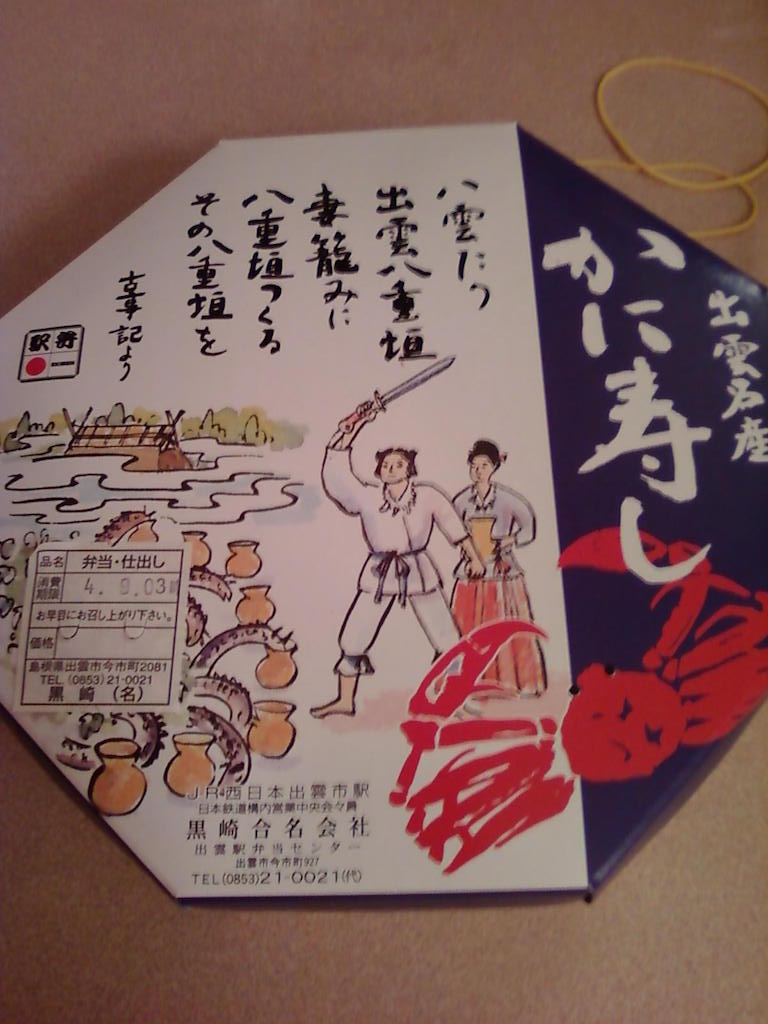 出雲名産
かに寿し
八雲たつ
出雲八重垣
妻籠みに
八重垣つくる
その八重垣を
古事記より
駅弁
品名 弁当・仕出し
消費期限 4. 9.03
お早目にお召し上がり下さい。
価格
島根県出雲市今市町2081
TEL (0853) 21-0021
黒崎(名)
JR西日本出雲市駅
日本鉄道構内営業中央会々員
黒崎合名会社
出雲駅弁当センター
出雲市今市町927
TEL(0853)21-0021(代)